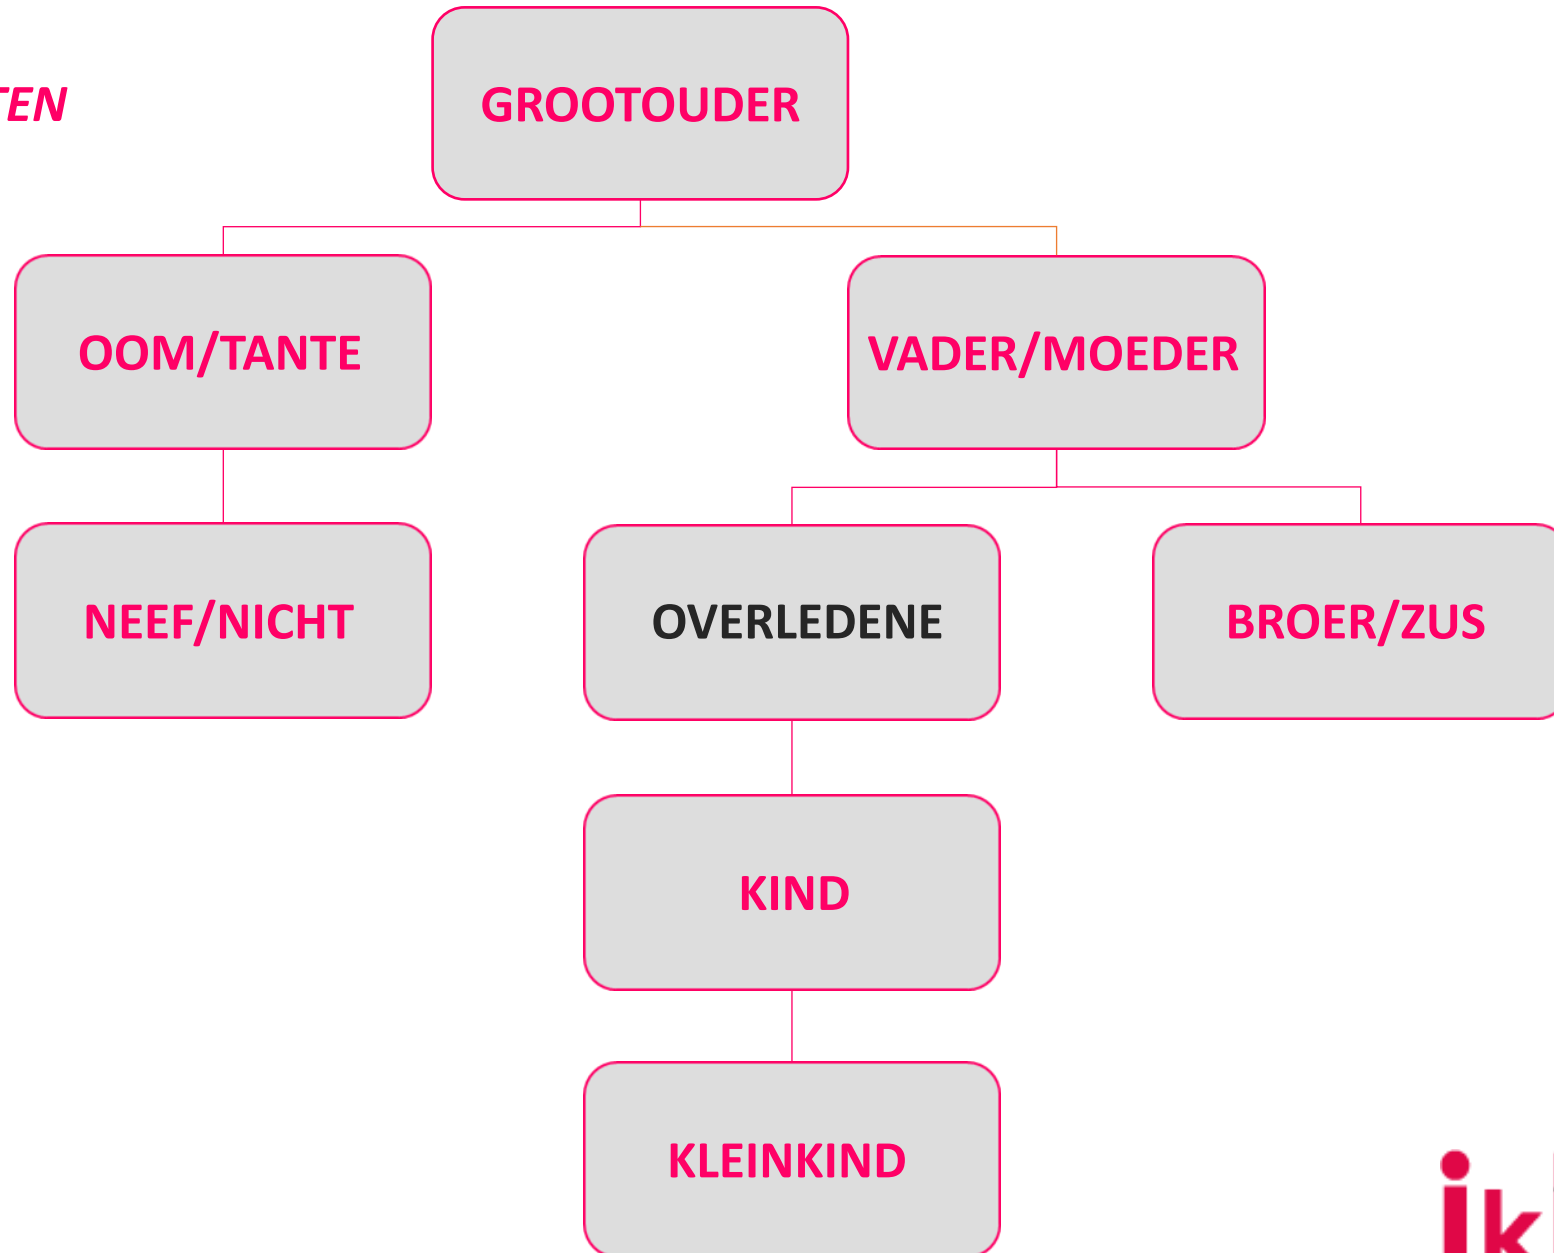 TEN
GROOTOUDER
OOM/TANTE
VADER/MOEDER
NEEF/NICHT
OVERLEDENE
BROER/ZUS
KIND
KLEINKIND
ik